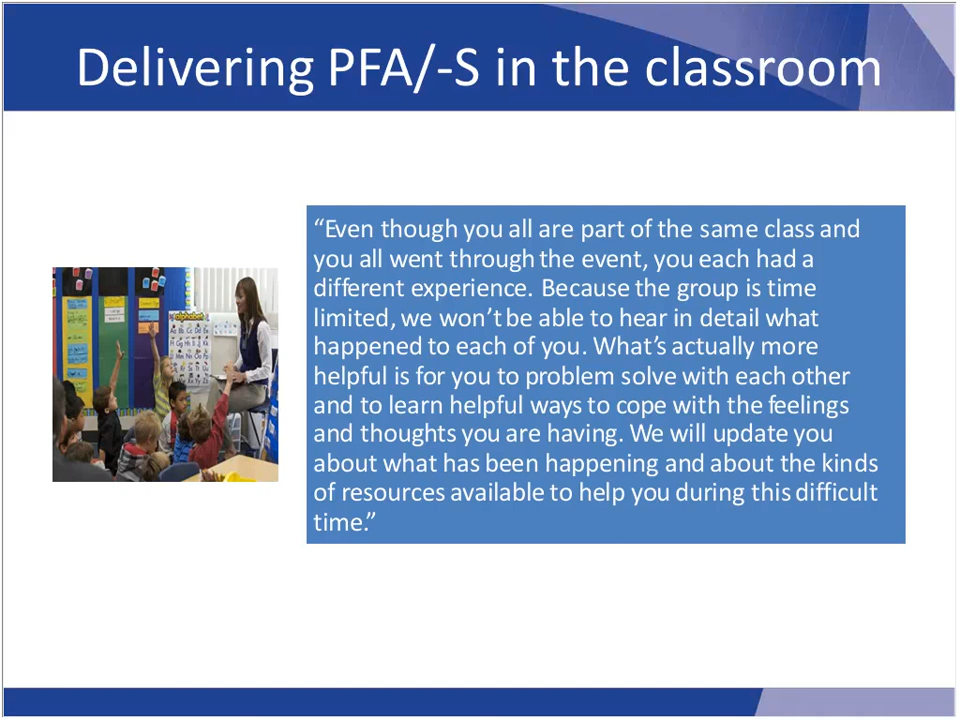 Delivering PFA/-S in the classroom
“Even though you all are part of the same class and
you all went through the event, you each had a
different experience. Because the group is time
limited, we won’t be able to hear in detail what
happened to each of you. What’s actually more
helpful is for you to problem solve with each other
and to learn helpful ways to cope with the feelings
and thoughts you are having. We will update you
about what has been happening and about the kinds
of resources available to help you during this difficult
time.”
alphabet